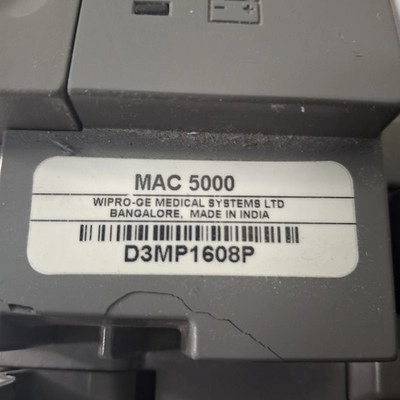 MAC 5000
WIPRO-GE MEDICAL SYSTEMS LTD
BANGALORE, MADE IN INDIA
D3MP1608P